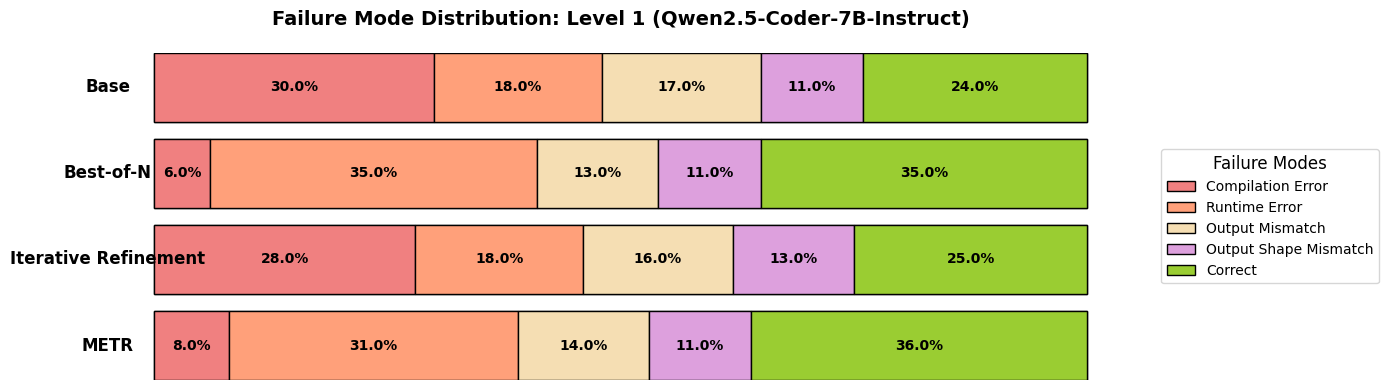 Failure Mode Distribution: Level 1 (Qwen2.5-Coder-7B-Instruct)
Base 30.0% 18.0% 17.0% 11.0% 24.0%
Best-of-N 6.0% 35.0% 13.0% 11.0% 35.0%
Iterative Refinement 28.0% 18.0% 16.0% 13.0% 25.0%
METR 8.0% 31.0% 14.0% 11.0% 36.0%
Failure Modes
Compilation Error
Runtime Error
Output Mismatch
Output Shape Mismatch
Correct